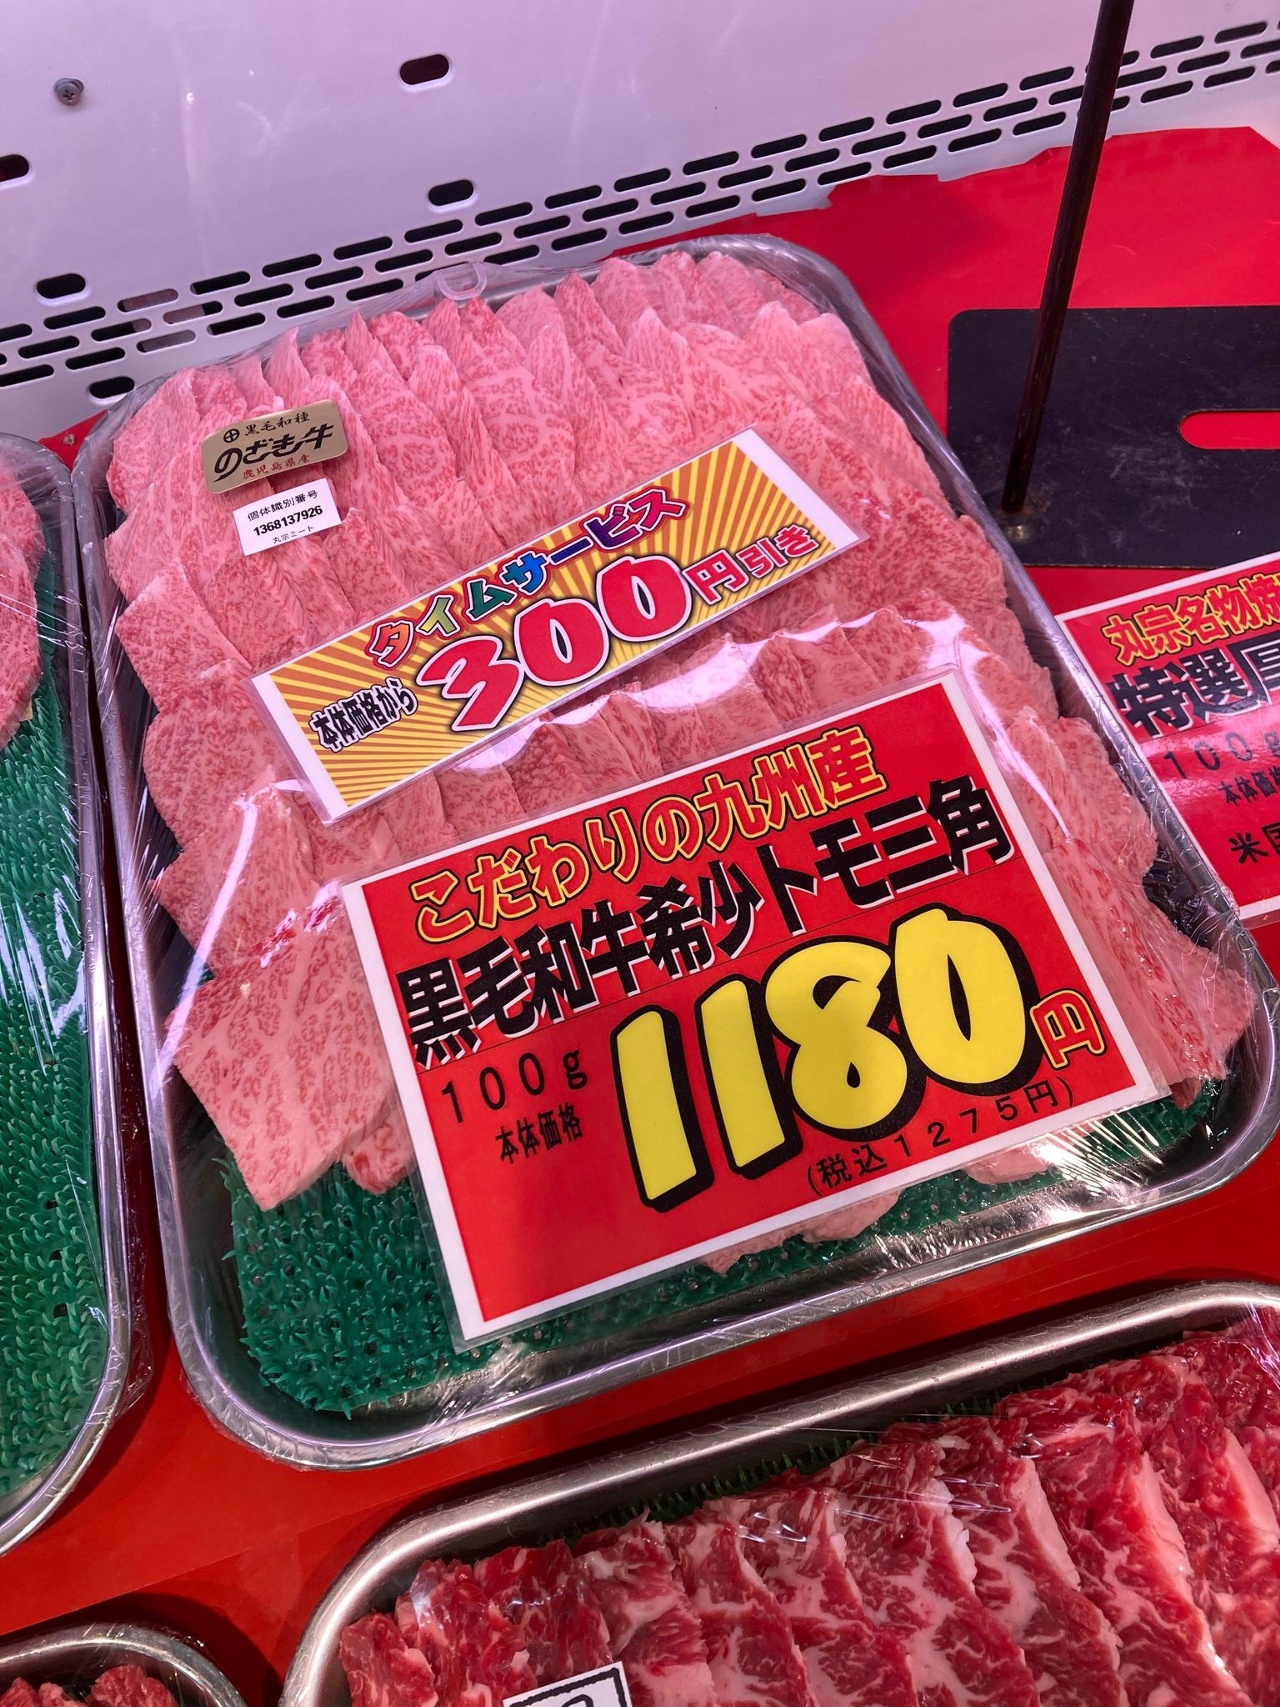 黒毛和種
のざき牛
鹿児島県産
個体識別番号
1368137926
丸宗ミート
タイムサービス
本体価格から
300円引き
こだわりの九州産
黒毛和牛希少トモ三角
100g
本体価格
1180円
(税込1275円)
丸宗名物焼
特選厚
100g
本体価格
米国